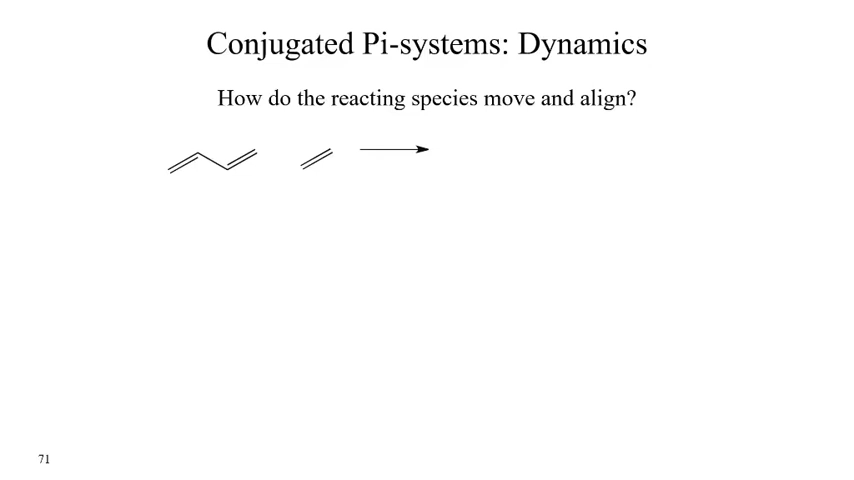 Conjugated Pi-systems: Dynamics
How do the reacting species move and align?
71